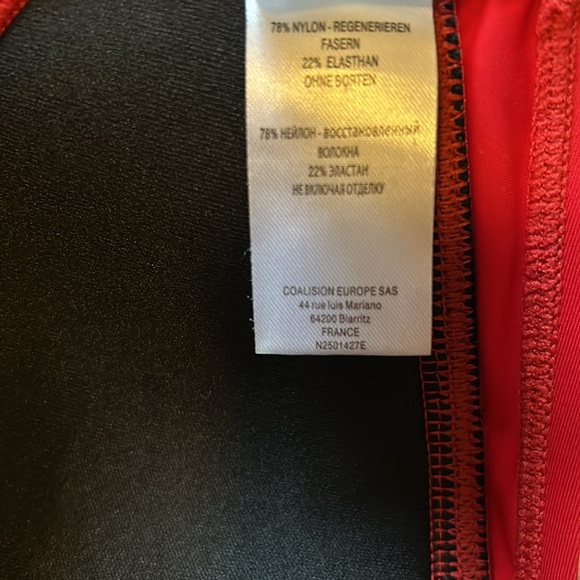 78% NYLON - REGENERIEREN
FASERN
22% ELASTHAN
OHNE BORTEN
78% НЕЙЛОН - восстановленный
волокна
22% ЭЛАСТАН
НЕ ВКЛЮЧАЯ ОТДЕЛКУ
COALISION EUROPE SAS
44 rue luis Mariano
64200 Biarritz
FRANCE
N2501427E